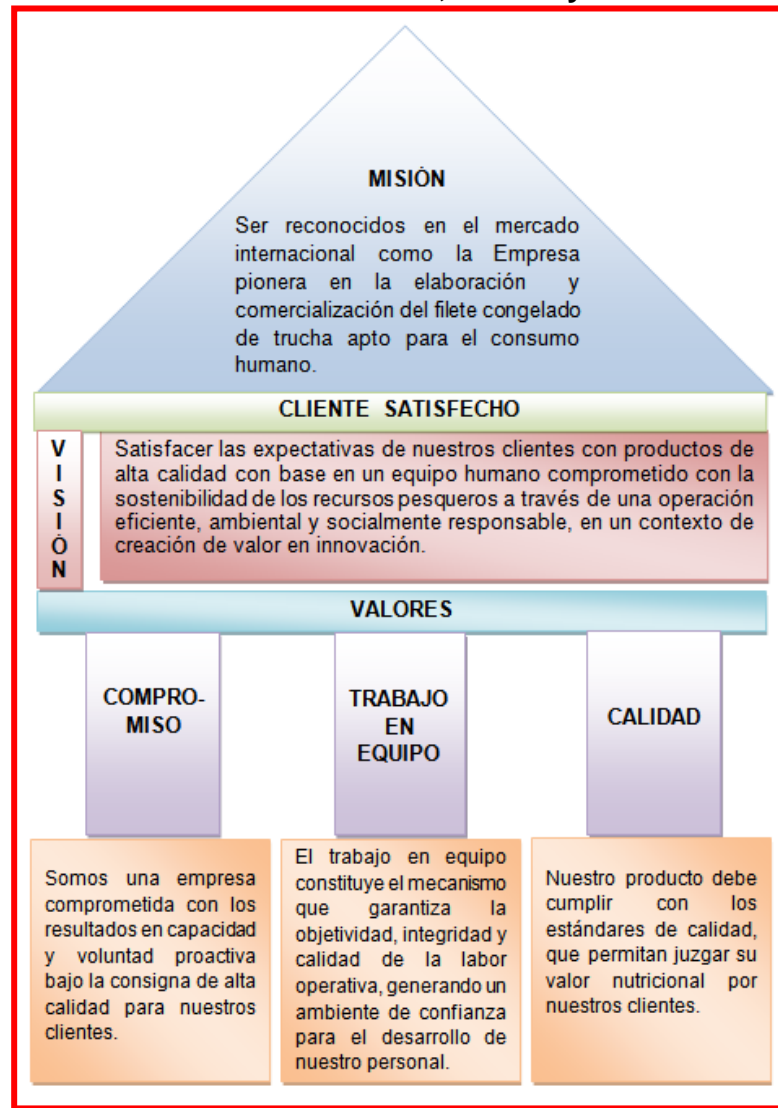 MISIÓN
Ser reconocidos en el mercado
internacional como la Empresa
pionera en la elaboración y
comercialización del filete congelado
de trucha apto para el consumo
humano.
CLIENTE SATISFECHO
VISIÓN
Satisfacer las expectativas de nuestros clientes con productos de
alta calidad con base en un equipo humano comprometido con la
sostenibilidad de los recursos pesqueros a través de una operación
eficiente, ambiental y socialmente responsable, en un contexto de
creación de valor en innovación.
VALORES
COMPRO-
MISO
Somos una empresa
comprometida con los
resultados en capacidad
y voluntad proactiva
bajo la consigna de alta
calidad para nuestros
clientes.
TRABAJO
EN
EQUIPO
El trabajo en equipo
constituye el mecanismo
que garantiza la
objetividad, integridad y
calidad de la labor
operativa, generando un
ambiente de confianza
para el desarrollo de
nuestro personal.
CALIDAD
Nuestro producto debe
cumplir con los
estándares de calidad,
que permitan juzgar su
valor nutricional por
nuestros clientes.